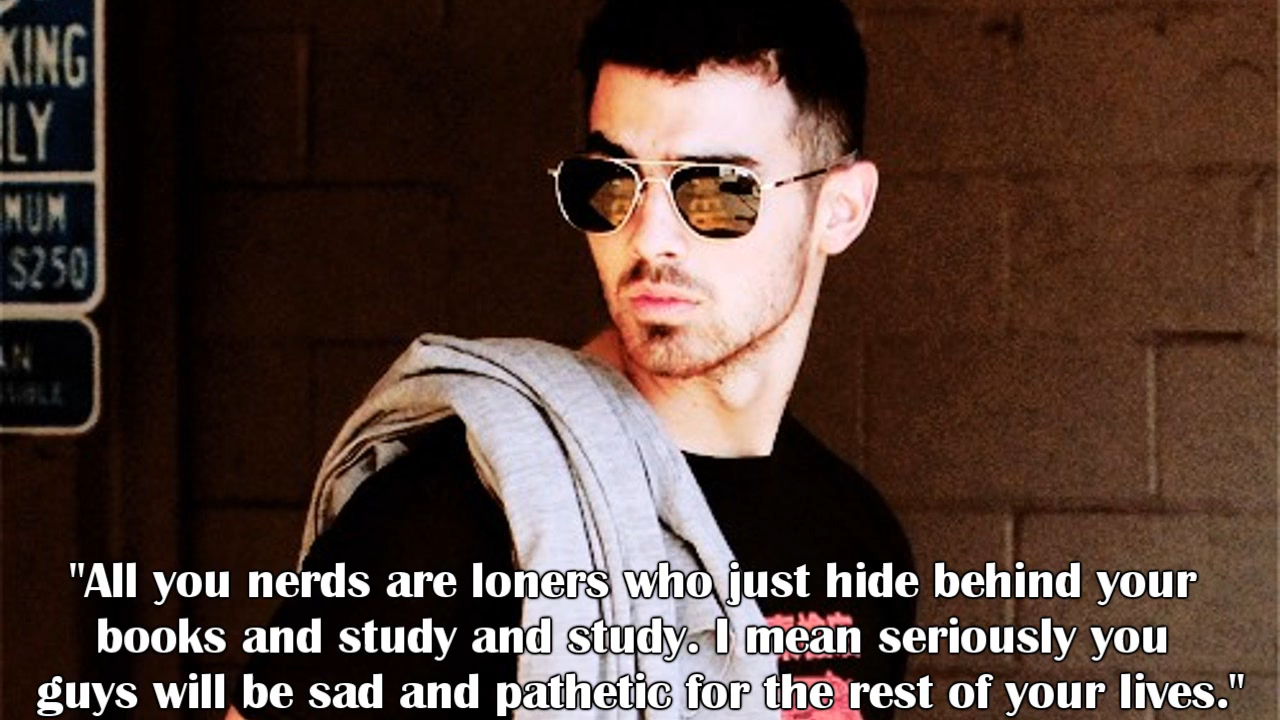 KING
LY
MUM
$250
AN
"All you nerds are loners who just hide behind your
books and study and study. I mean seriously you
guys will be sad and pathetic for the rest of your lives."